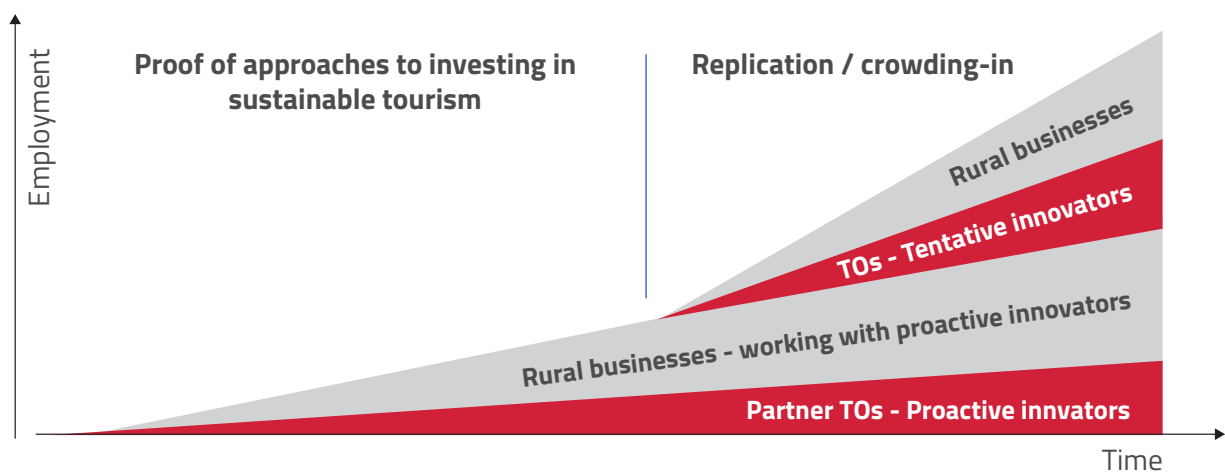 Employment
Proof of approaches to investing in
sustainable tourism
Replication / crowding-in
Rural businesses
TOs - Tentative innovators
Rural businesses - working with proactive innovators
Partner TOs - Proactive innvators
Time